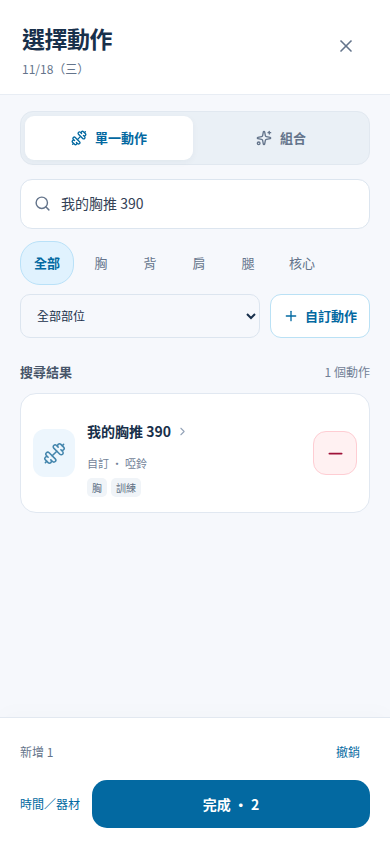 選擇動作
11/18（三）
單一動作
組合
我的胸推 390
全部 胸 背 肩 腿 核心
全部部位
自訂動作
搜尋結果
1 個動作
我的胸推 390
自訂・啞鈴
胸 訓練
新增 1
撤銷
時間／器材
完成・2